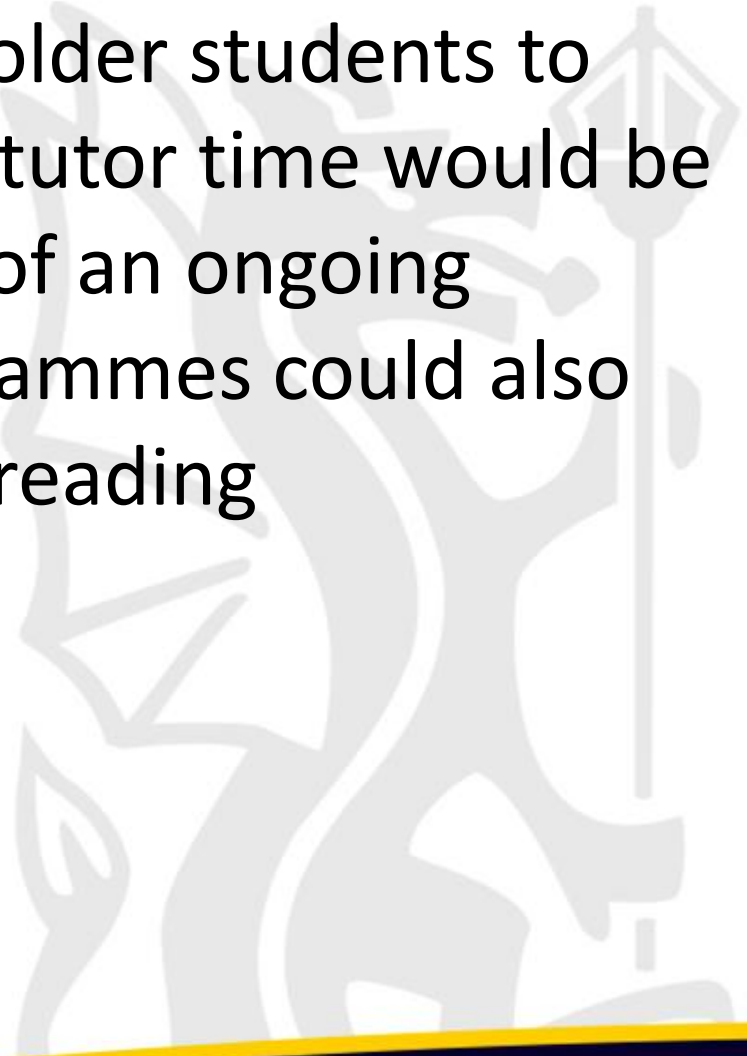 older students to
tutor time would be
of an ongoing
ammes could also
reading